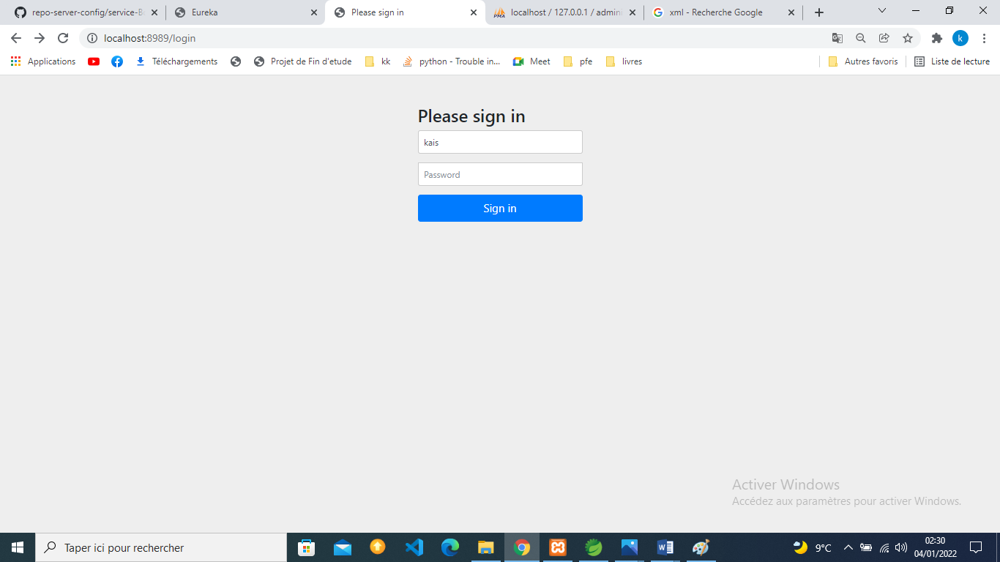 repo-server-config/service-B
Eureka
Please sign in
localhost / 127.0.0.1 / admini
xml - Recherche Google
localhost:8989/login
k
Applications
Téléchargements
Projet de Fin d'etude
kk
python - Trouble in...
Meet
pfe
livres
Autres favoris
Liste de lecture
Please sign in
kais
Password
Sign in
Activer Windows
Accédez aux paramètres pour activer Windows.
Taper ici pour rechercher
9°C
02:30
04/01/2022